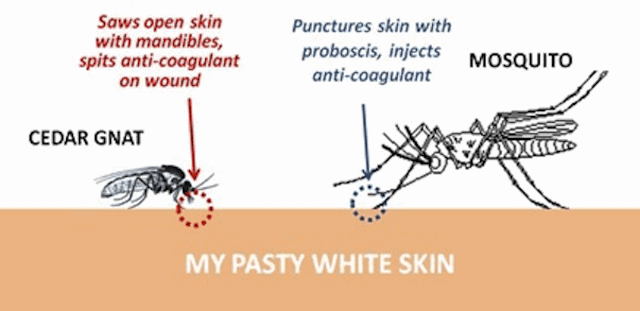 Saws open skin
with mandibles,
spits anti-coagulant
on wound
Punctures skin with
proboscis, injects
anti-coagulant
MOSQUITO
CEDAR GNAT
MY PASTY WHITE SKIN